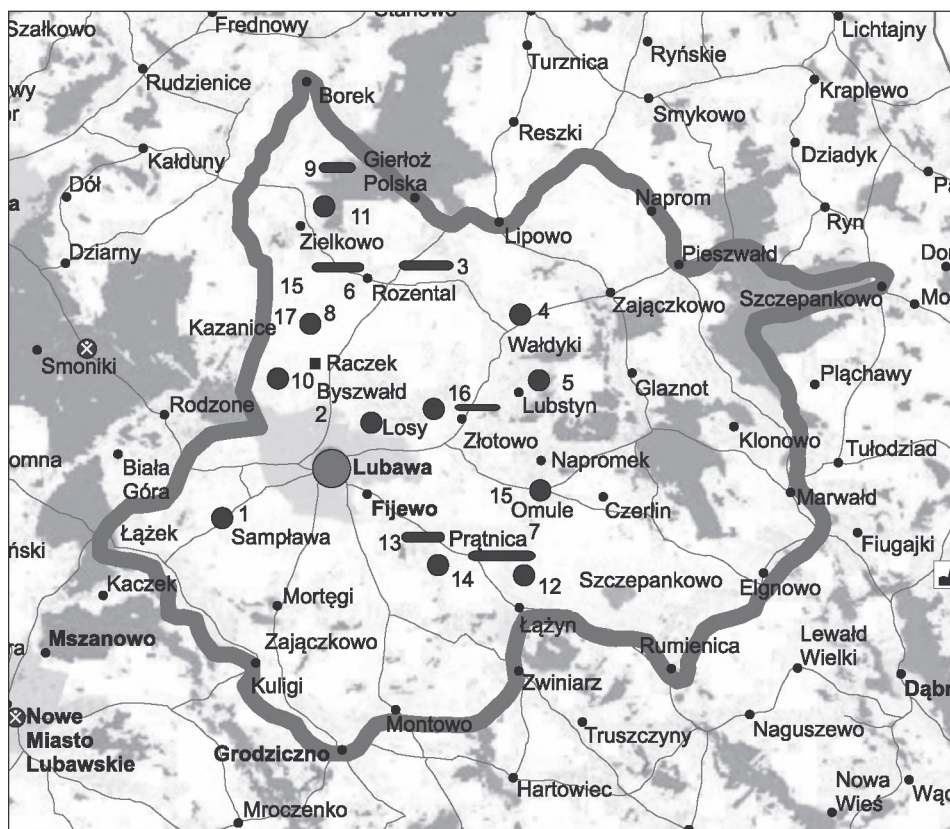 Szałkowo
Frednowy
Lichtajny
Turznica
Ryńskie
Rudzienice
Borek
Kraplewo
Smykowo
Reszki
Kałduny
Gierłoż
Polska
9
Dziadyk
Dół
Naprom
Ryn
11
Zielkowo
Lipowo
Dziarny
Pieszwałd
3
15
6
Rozental
Zajączkowo
Szczepankowo
Kazanice
17
8
4
Wałdyki
Smoniki
Raczek
10
Byszwałd
5
Glaznot
Pląchawy
Rodzone
2
Losy
16
Lubstyn
Złotowo
Klonowo
Tułodziad
Biała
Góra
Lubawa
Napromek
Fijewo
15
Omule
Czerlin
Marwałd
Łążek
1
Sampława
13
Prątnica
7
Fiugajki
14
12
Szczepankowo
Elgnowo
Kaczek
Mortęgi
Mszanowo
Zajączkowo
Łążyn
Rumienica
Lewałd
Wielki
Kuligi
Zwiniarz
Nowe
Miasto
Lubawskie
Montowo
Truszczyny
Naguszewo
Grodziczno
Hartowiec
Nowa
Wieś
Mroczenko